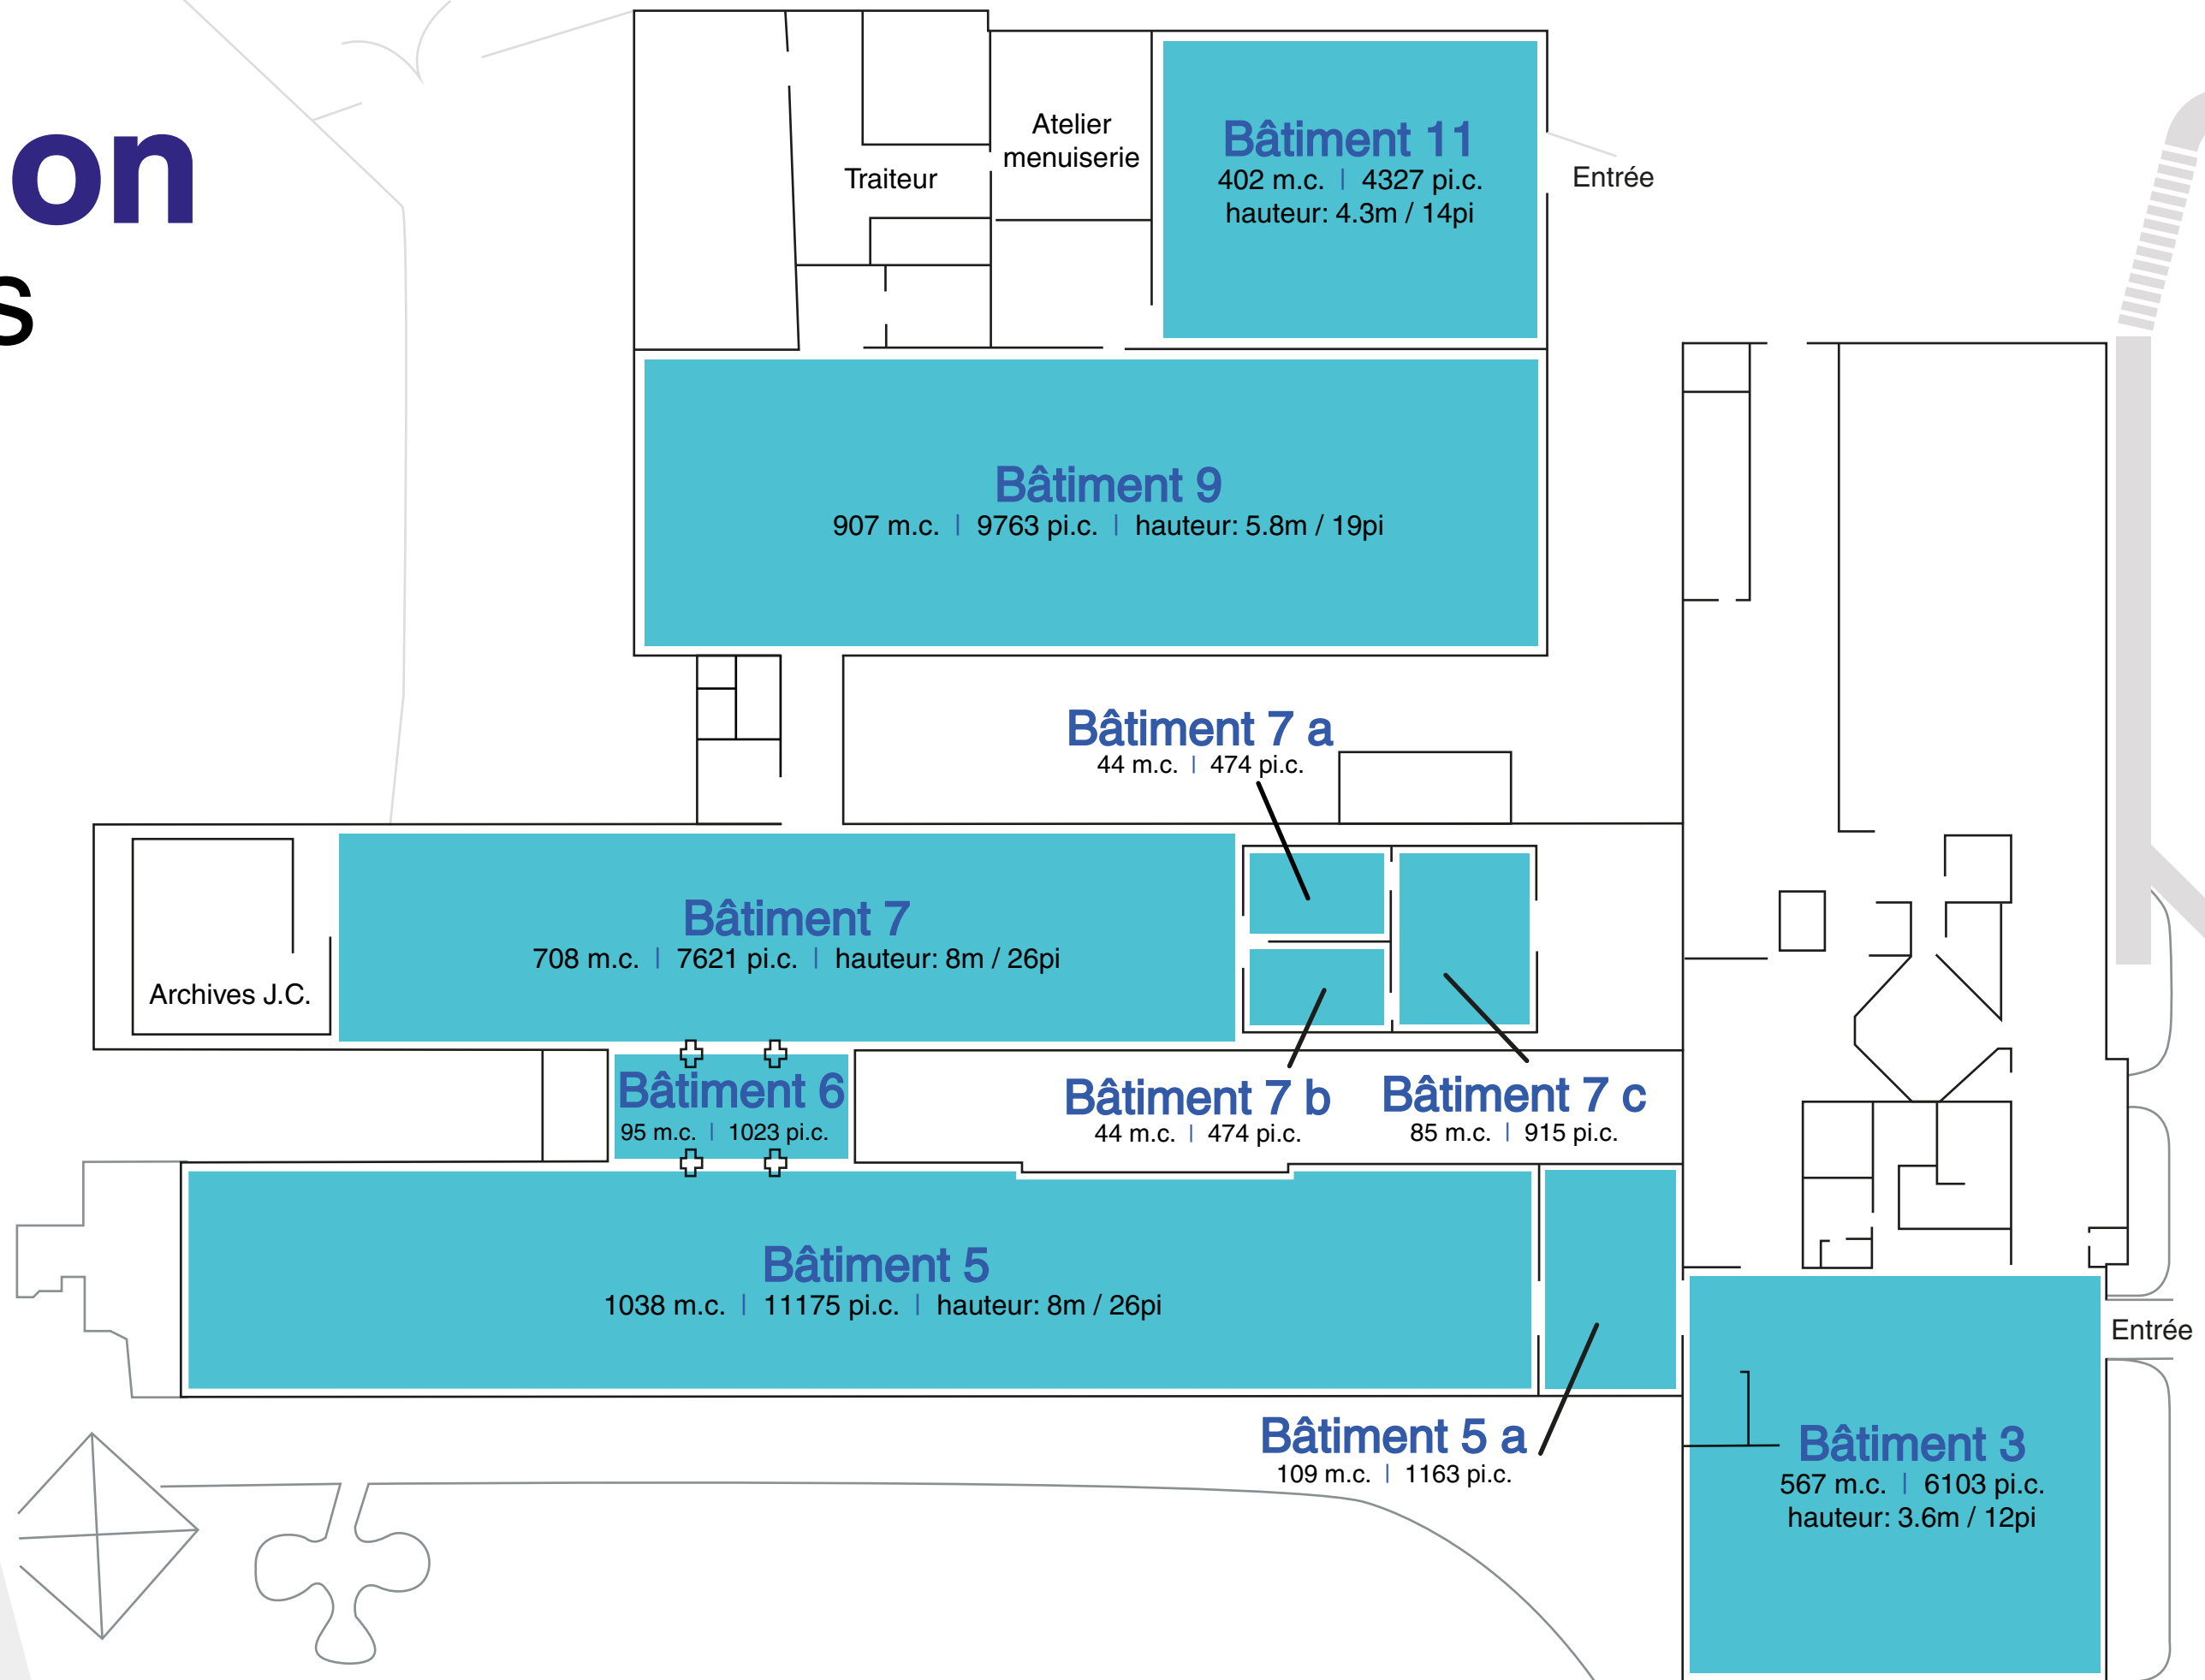 on
s
Atelier
menuiserie
Traiteur
Bâtiment 11
402 m.c. | 4327 pi.c.
hauteur: 4.3m / 14pi
Entrée
Bâtiment 9
907 m.c. | 9763 pi.c. | hauteur: 5.8m / 19pi
Bâtiment 7 a
44 m.c. | 474 pi.c.
Bâtiment 7
708 m.c. | 7621 pi.c. | hauteur: 8m / 26pi
Archives J.C.
Bâtiment 6
95 m.c. | 1023 pi.c.
Bâtiment 7 b
44 m.c. | 474 pi.c.
Bâtiment 7 c
85 m.c. | 915 pi.c.
Bâtiment 5
1038 m.c. | 11175 pi.c. | hauteur: 8m / 26pi
Entrée
Bâtiment 5 a
109 m.c. | 1163 pi.c.
Bâtiment 3
567 m.c. | 6103 pi.c.
hauteur: 3.6m / 12pi